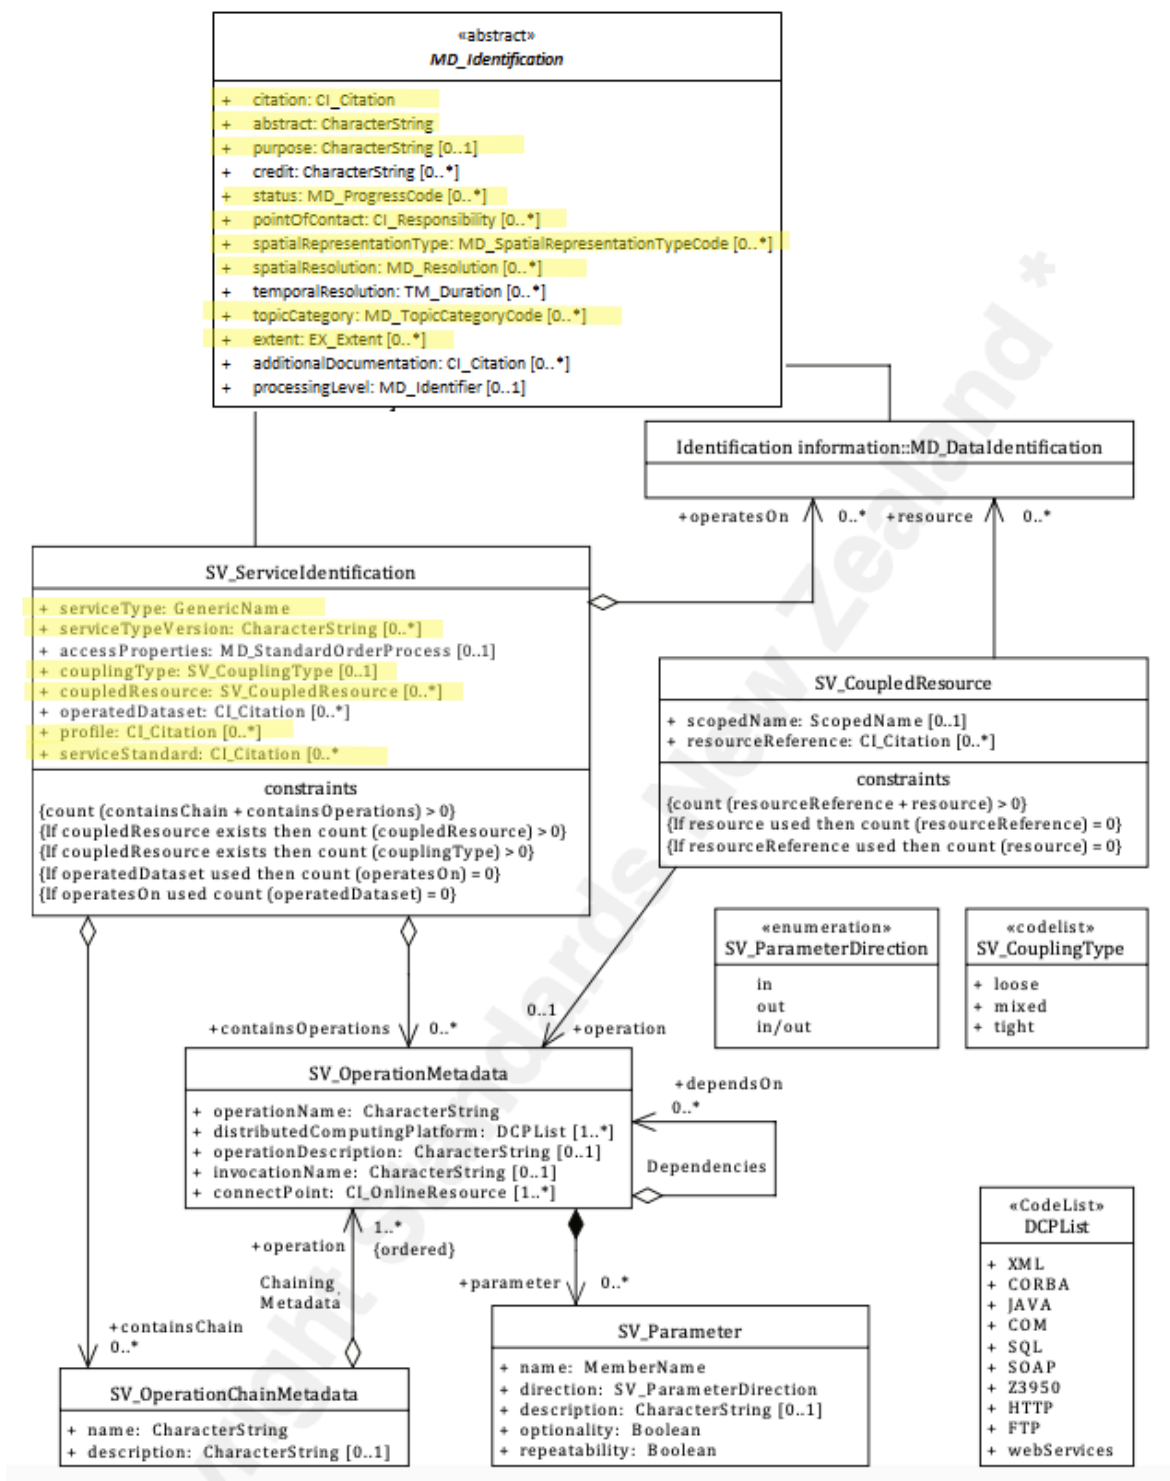 «abstract»
MD_Identification
+ citation: CI_Citation
+ abstract: CharacterString
+ purpose: CharacterString [0..1]
+ credit: CharacterString [0..*]
+ status: MD_ProgressCode [0..*]
+ pointOfContact: CI_Responsibility [0..*]
+ spatialRepresentationType: MD_SpatialRepresentationTypeCode [0..*]
+ spatialResolution: MD_Resolution [0..*]
+ temporalResolution: TM_Duration [0..*]
+ topicCategory: MD_TopicCategoryCode [0..*]
+ extent: EX_Extent [0..*]
+ additionalDocumentation: CI_Citation [0..*]
+ processingLevel: MD_Identifier [0..1]
Identification information::MD_DataIdentification
+operatesOn 0..* +resource 0..*
SV_ServiceIdentification
+ serviceType: GenericName
+ serviceTypeVersion: CharacterString [0..*]
+ accessProperties: MD_StandardOrderProcess [0..1]
+ couplingType: SV_CouplingType [0..1]
+ coupledResource: SV_CoupledResource [0..*]
+ operatedDataset: CI_Citation [0..*]
+ profile: CI_Citation [0..*]
+ serviceStandard: CI_Citation [0..*
constraints
{count (containsChain + containsOperations) > 0}
{If coupledResource exists then count (coupledResource) > 0}
{If coupledResource exists then count (couplingType) > 0}
{If operatedDataset used then count (operatesOn) = 0}
{If operatesOn used count (operatedDataset) = 0}
SV_CoupledResource
+ scopedName: ScopedName [0..1]
+ resourceReference: CI_Citation [0..*]
constraints
{count (resourceReference + resource) > 0}
{If resource used then count (resourceReference) = 0}
{If resourceReference used then count (resource) = 0}
«enumeration»
SV_ParameterDirection
in
out
in/out
«codelist»
SV_CouplingType
+ loose
+ mixed
+ tight
+containsOperations 0..*
0..1
+operation
SV_OperationMetadata
+ operationName: CharacterString
+ distributedComputingPlatform: DCPList [1..*]
+ operationDescription: CharacterString [0..1]
+ invocationName: CharacterString [0..1]
+ connectPoint: CI_OnlineResource [1..*]
+dependsOn
0..*
Dependencies
1..*
+operation {ordered}
Chaining
Metadata
+parameter 0..*
+containsChain
0..*
SV_OperationChainMetadata
+ name: CharacterString
+ description: CharacterString [0..1]
SV_Parameter
+ name: MemberName
+ direction: SV_ParameterDirection
+ description: CharacterString [0..1]
+ optionality: Boolean
+ repeatability: Boolean
«CodeList»
DCPList
+ XML
+ CORBA
+ JAVA
+ COM
+ SQL
+ SOAP
+ Z3950
+ HTTP
+ FTP
+ webServices
right Standards New Zealand *